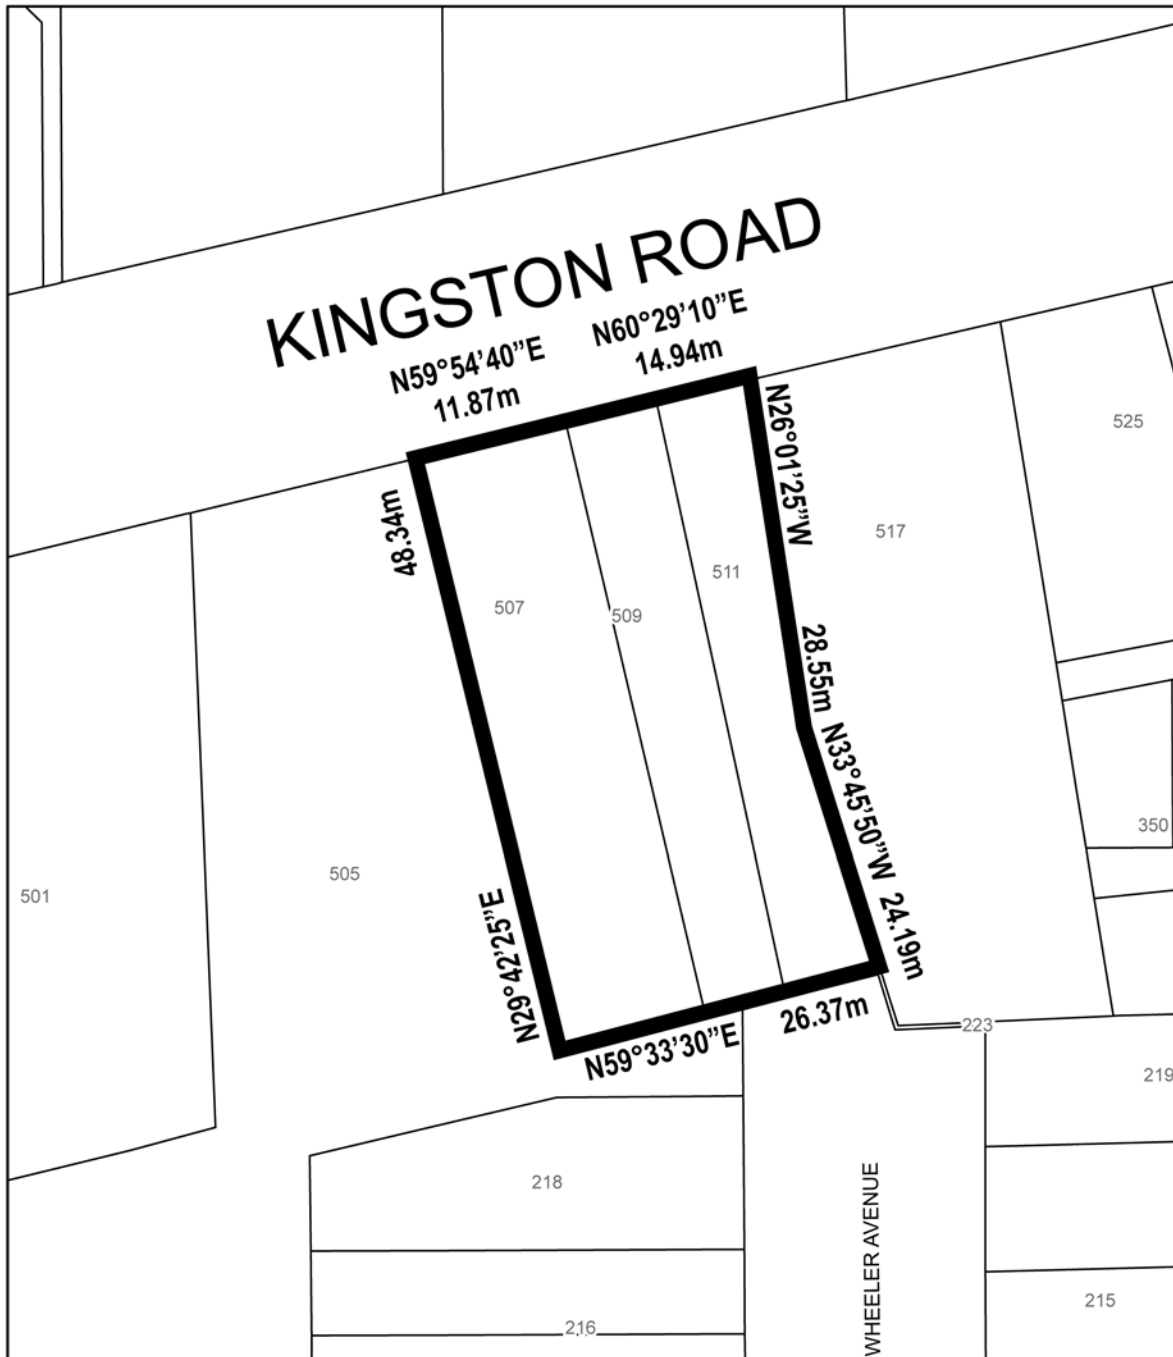 KINGSTON ROAD
N60°29’10”E
14.94m
N59°54’40”E
11.87m
N26°01’25”W
28.55m
48.34m
525
517
511
507
509
N33°45’50”W 24.19m
350
505
501
N29°42’25”E
26.37m
N59°33’30”E
223
219
218
WHEELER AVENUE
215
216